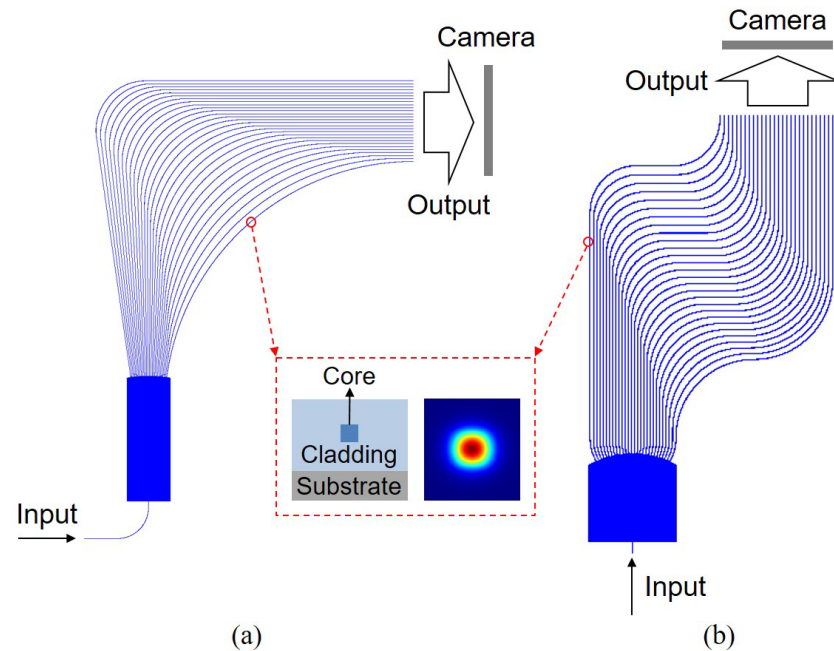 Camera
Output
Input
(a)
Core
Cladding
Substrate
Camera
Output
Input
(b)